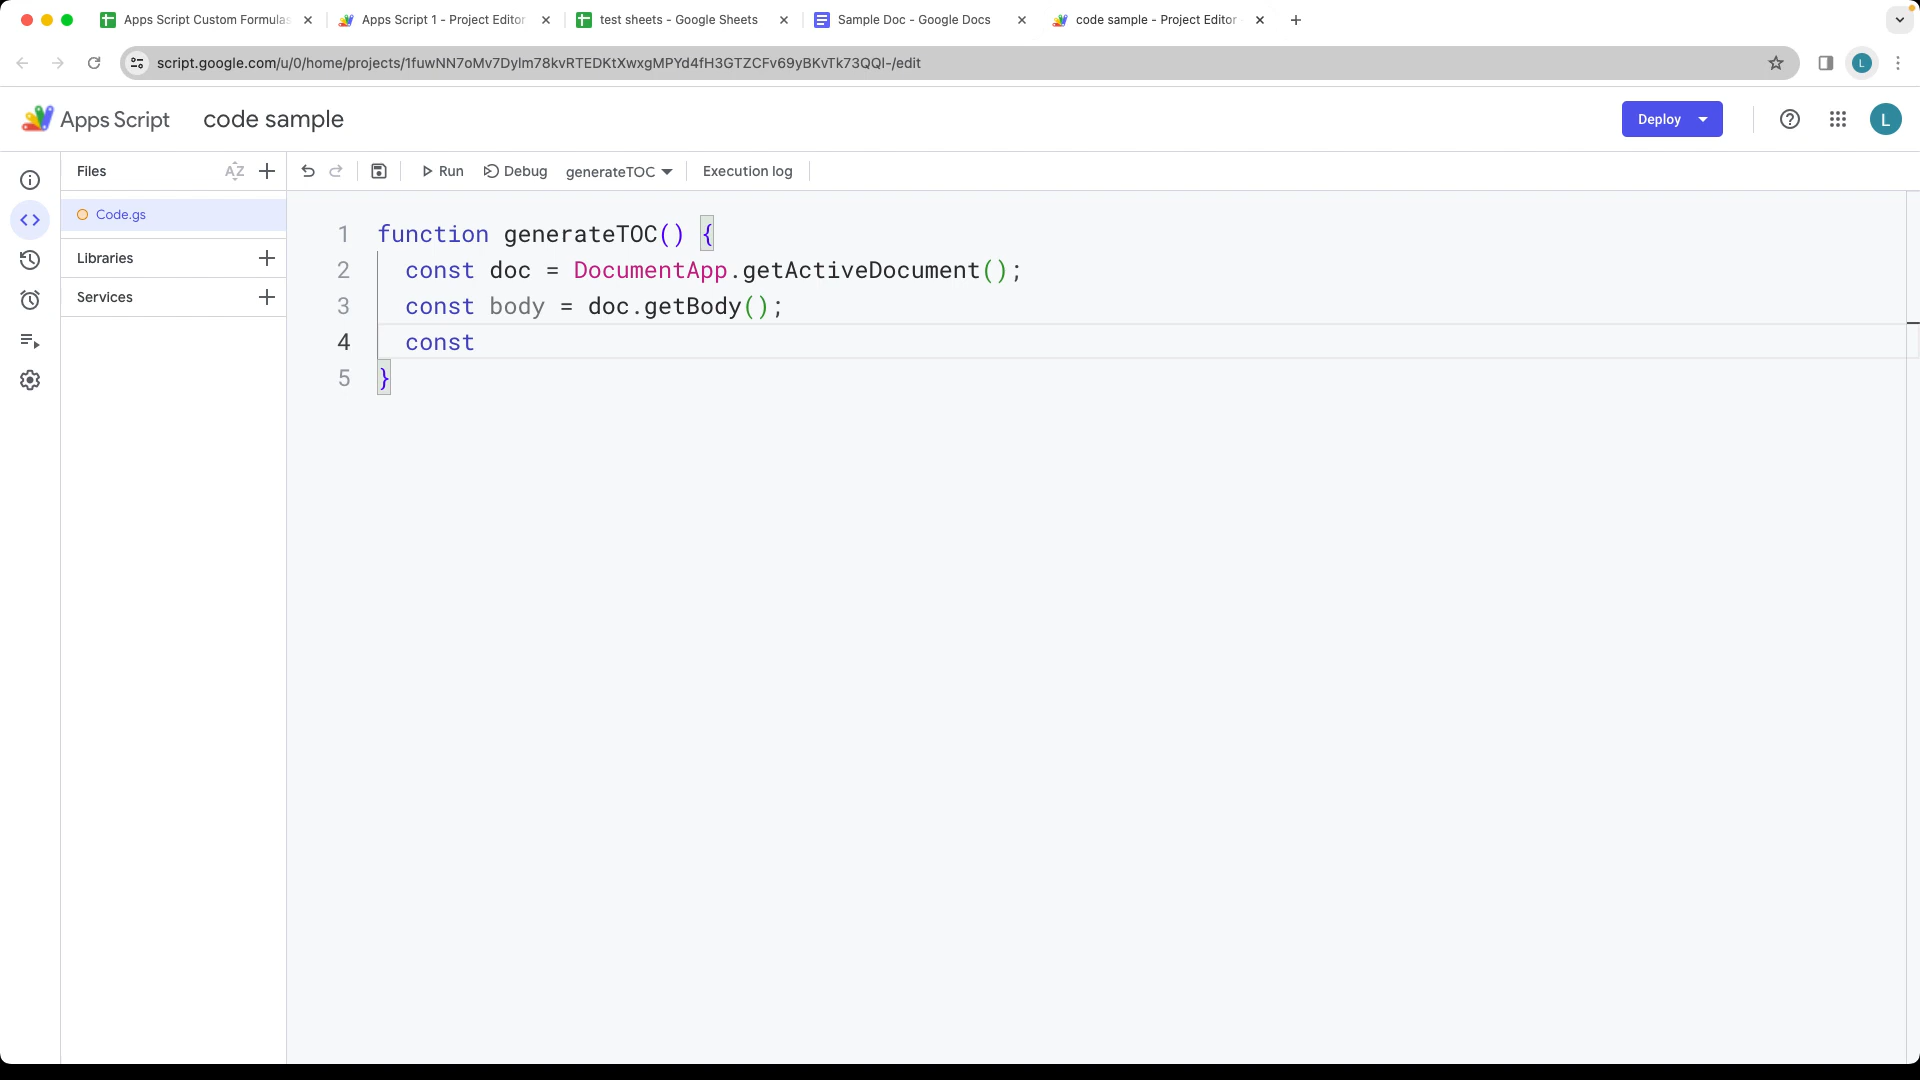 Apps Script Custom Formulas
Apps Script 1 - Project Editor
test sheets - Google Sheets
Sample Doc - Google Docs
code sample - Project Editor
script.google.com/u/0/home/projects/1fuwNN7oMv7Dylm78kvRTEDKtXwxgMPYd4fH3GTZCFv69yBKvTk73QQl-/edit
L
Apps Script
code sample
Deploy
L
Files
AZ
Run
Debug
generateTOC
Execution log
Code.gs
Libraries
Services
1 function generateTOC() {
2 const doc = DocumentApp.getActiveDocument();
3 const body = doc.getBody();
4 const
5 }